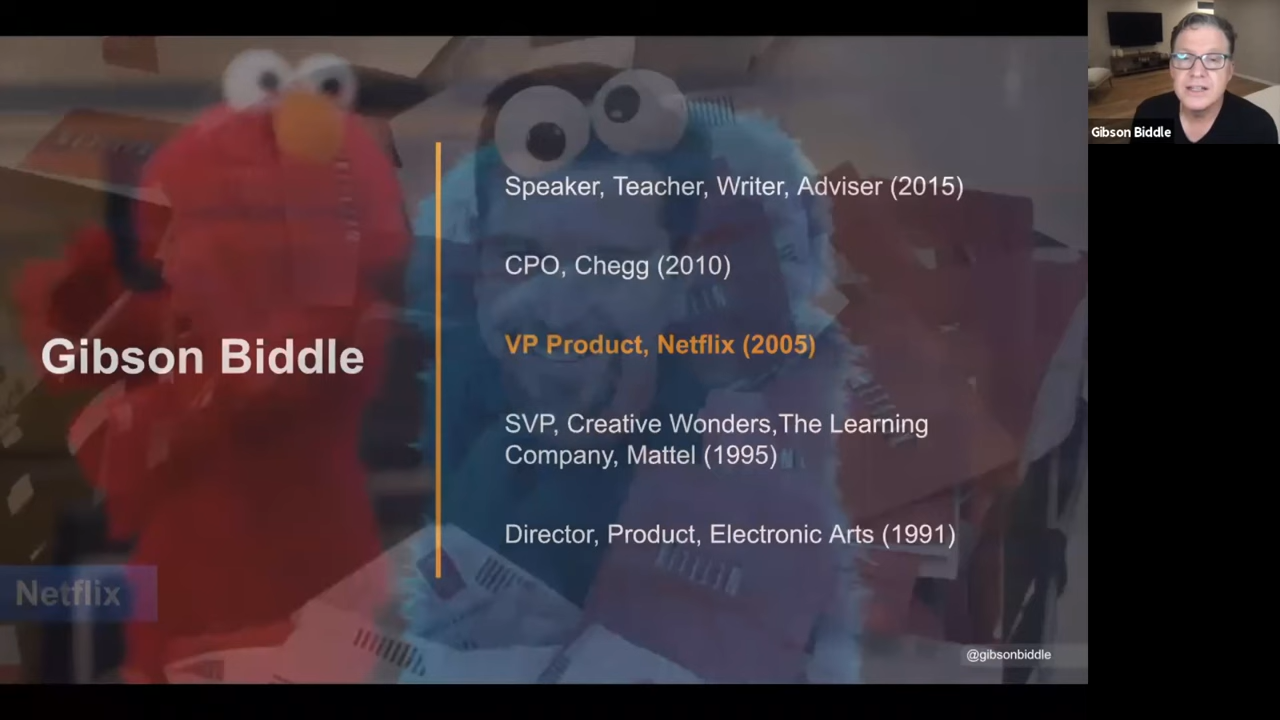 Gibson Biddle
Speaker, Teacher, Writer, Adviser (2015)
CPO, Chegg (2010)
VP Product, Netflix (2005)
SVP, Creative Wonders,The Learning
Company, Mattel (1995)
Director, Product, Electronic Arts (1991)
Gibson Biddle
Netflix
@gibsonbiddle